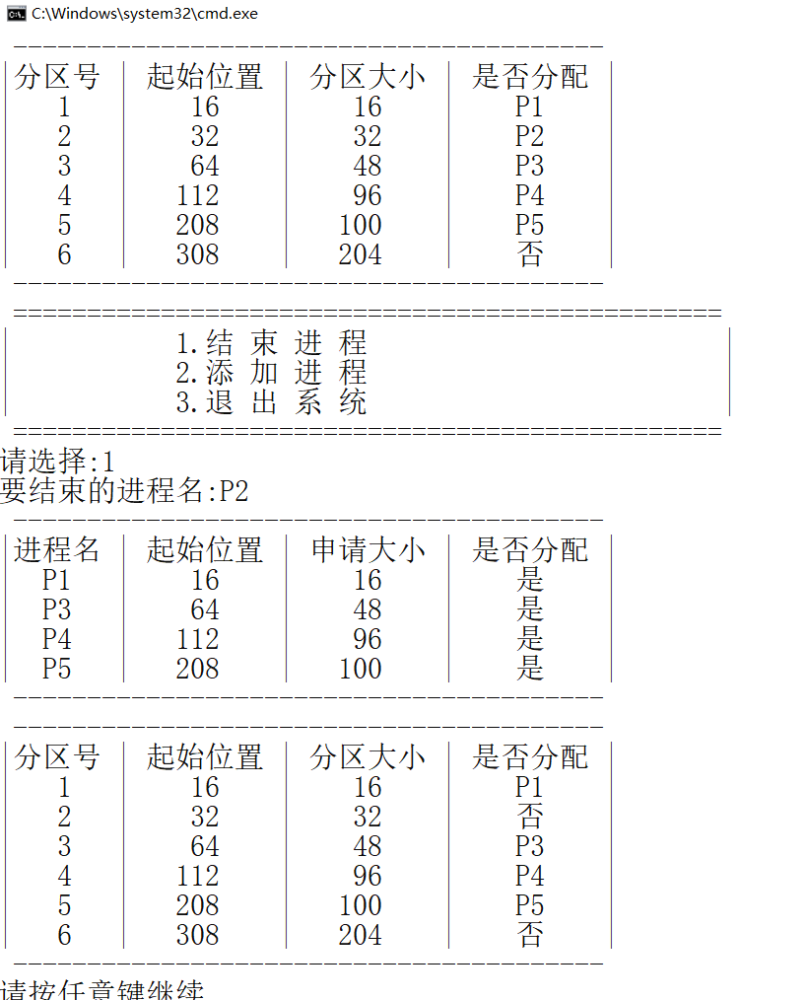 C:\Windows\system32\cmd.exe
----------------------------------------
分区号 起始位置 分区大小 是否分配
1 16 16 P1
2 32 32 P2
3 64 48 P3
4 112 96 P4
5 208 100 P5
6 308 204 否
----------------------------------------
================================================
1.结 束 进 程
2.添 加 进 程
3.退 出 系 统
================================================
请选择:1
要结束的进程名:P2
----------------------------------------
进程名 起始位置 申请大小 是否分配
P1 16 16 是
P3 64 48 是
P4 112 96 是
P5 208 100 是
----------------------------------------
----------------------------------------
分区号 起始位置 分区大小 是否分配
1 16 16 P1
2 32 32 否
3 64 48 P3
4 112 96 P4
5 208 100 P5
6 308 204 否
----------------------------------------
请按任意键继续